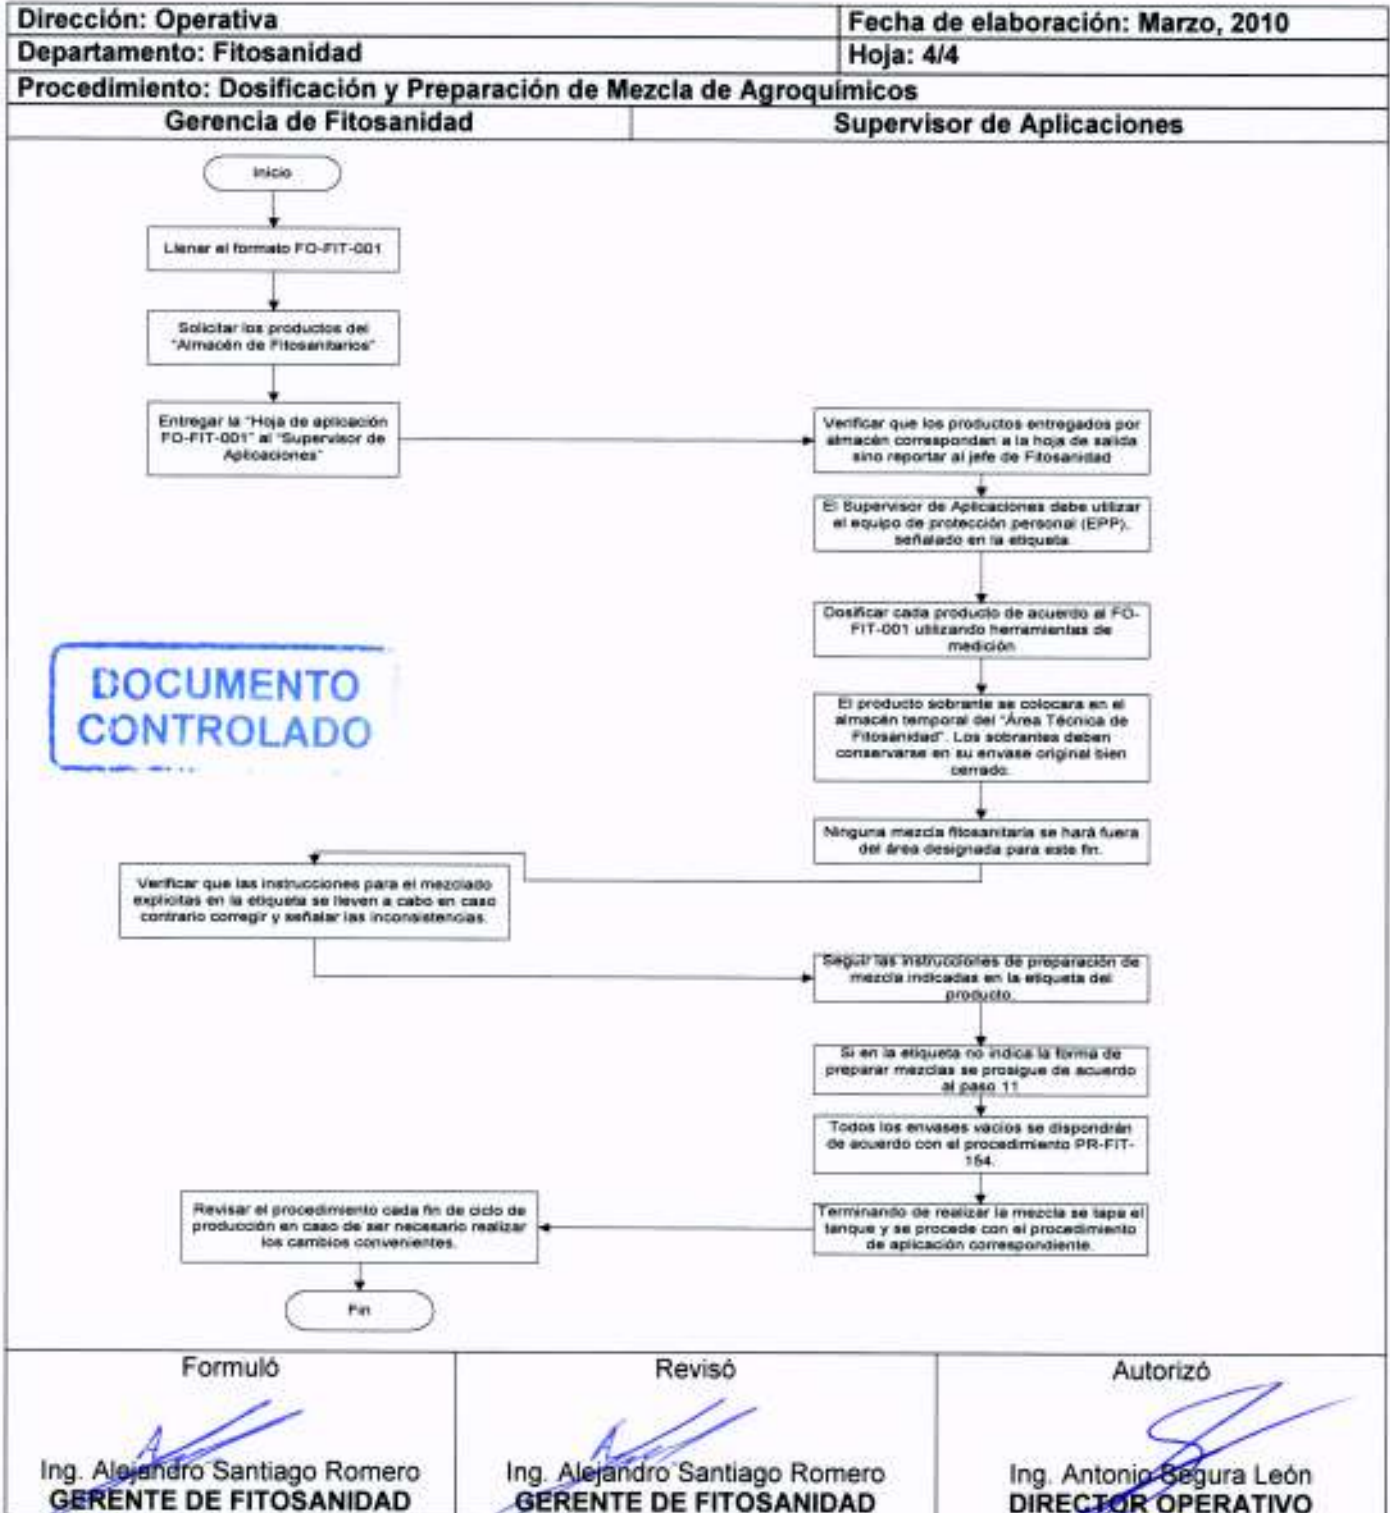 Dirección: Operativa
Fecha de elaboración: Marzo, 2010
Departamento: Fitosanidad
Hoja: 4/4
Procedimiento: Dosificación y Preparación de Mezcla de Agroquímicos
Gerencia de Fitosanidad
Supervisor de Aplicaciones
Inicio
Llenar el formato FO-FIT-001
Solicitar los productos del
"Almacén de Fitosanitarios"
Entregar la "Hoja de aplicación
FO-FIT-001" al "Supervisor de
Aplicaciones"
Verificar que los productos entregados por
almacén correspondan a la hoja de salida
sino reportar al jefe de Fitosanidad
El Supervisor de Aplicaciones debe utilizar
el equipo de protección personal (EPP),
señalado en la etiqueta.
Dosificar cada producto de acuerdo al FO-
FIT-001 utilizando herramientas de
medición
DOCUMENTO
CONTROLADO
El producto sobrante se colocara en el
almacén temporal del "Área Técnica de
Fitosanidad". Los sobrantes deben
conservarse en su envase original bien
cerrado.
Ninguna mezcla fitosanitaria se hará fuera
del área designada para este fin.
Verificar que las instrucciones para el mezclado
explicitas en la etiqueta se lleven a cabo en caso
contrario corregir y señalar las inconsistencias.
Seguir las instrucciones de preparación de
mezcla indicadas en la etiqueta del
producto.
Si en la etiqueta no indica la forma de
preparar mezclas se prosigue de acuerdo
al paso 11
Todos los envases vacíos se dispondrán
de acuerdo con el procedimiento PR-FIT-
154.
Terminando de realizar la mezcla se tapa el
tanque y se procede con el procedimiento
de aplicación correspondiente.
Revisar el procedimiento cada fin de ciclo de
producción en caso de ser necesario realizar
los cambios convenientes.
Fin
Formuló
Revisó
Autorizó
Ing. Alejandro Santiago Romero
GERENTE DE FITOSANIDAD
Ing. Alejandro Santiago Romero
GERENTE DE FITOSANIDAD
Ing. Antonio Segura León
DIRECTOR OPERATIVO